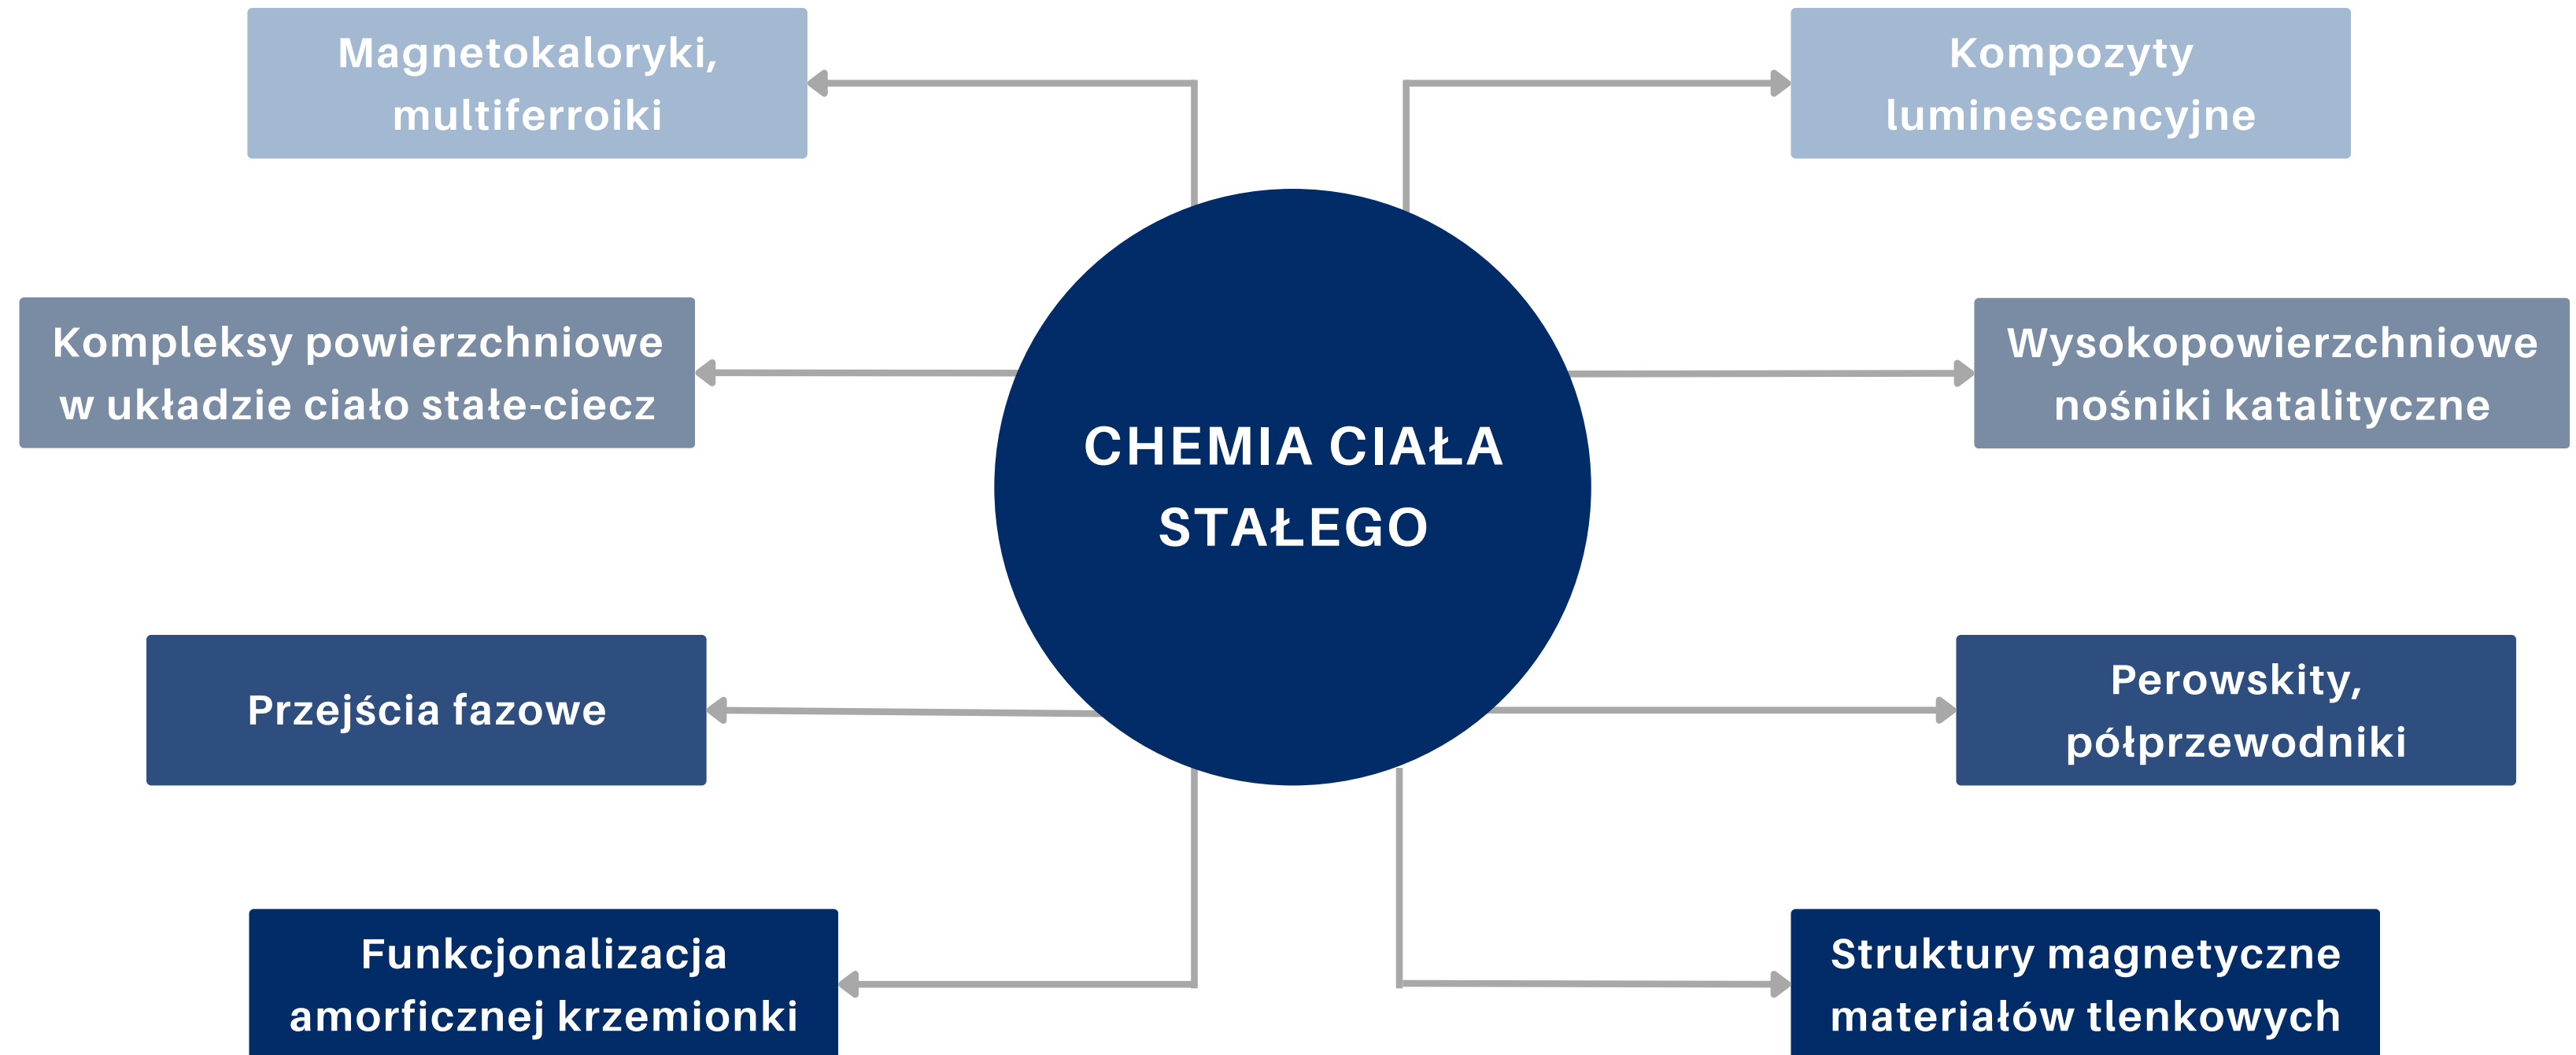 Magnetokaloryki,
multiferroiki
Kompozyty
luminescencyjne
Kompleksy powierzchniowe
w układzie ciało stałe-ciecz
Wysokopowierzchniowe
nośniki katalityczne
CHEMIA CIAŁA
STAŁEGO
Przejścia fazowe
Perowskity,
półprzewodniki
Funkcjonalizacja
amorficznej krzemionki
Struktury magnetyczne
materiałów tlenkowych